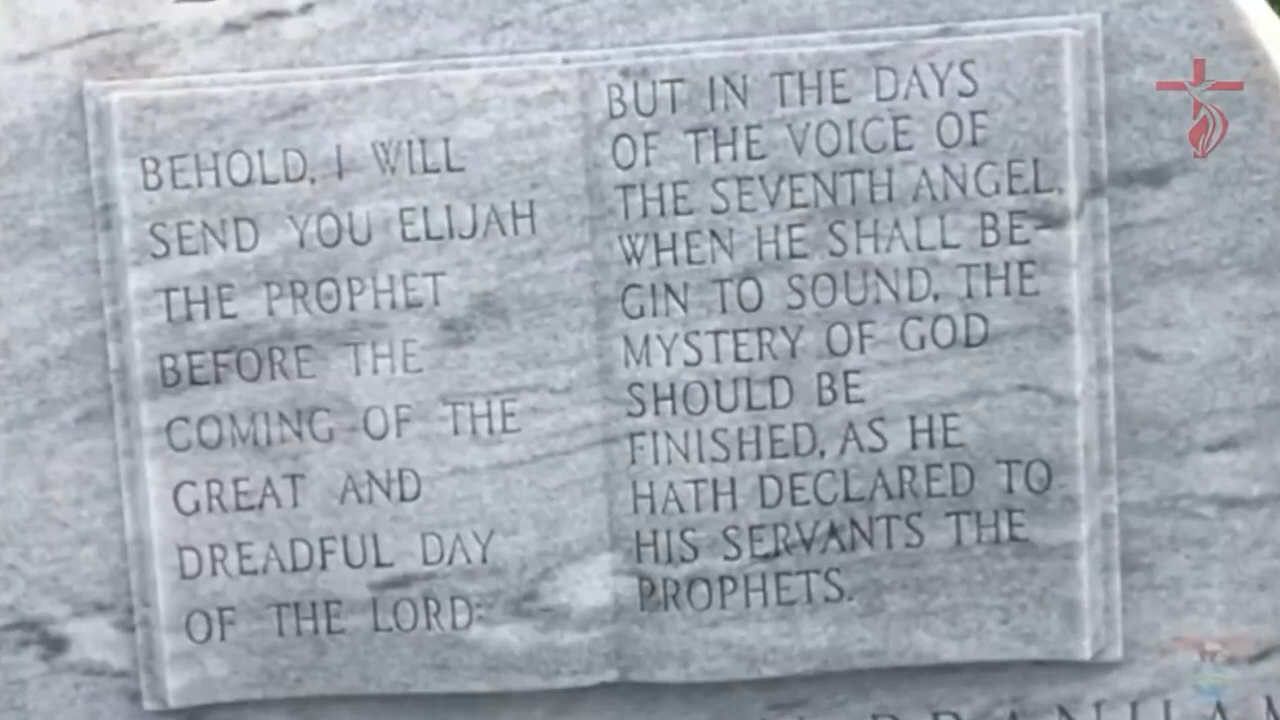 BEHOLD, I WILL
SEND YOU ELIJAH
THE PROPHET
BEFORE THE
COMING OF THE
GREAT AND
DREADFUL DAY
OF THE LORD:
BUT IN THE DAYS
OF THE VOICE OF
THE SEVENTH ANGEL,
WHEN HE SHALL BE-
GIN TO SOUND, THE
MYSTERY OF GOD
SHOULD BE
FINISHED, AS HE
HATH DECLARED TO
HIS SERVANTS THE
PROPHETS.